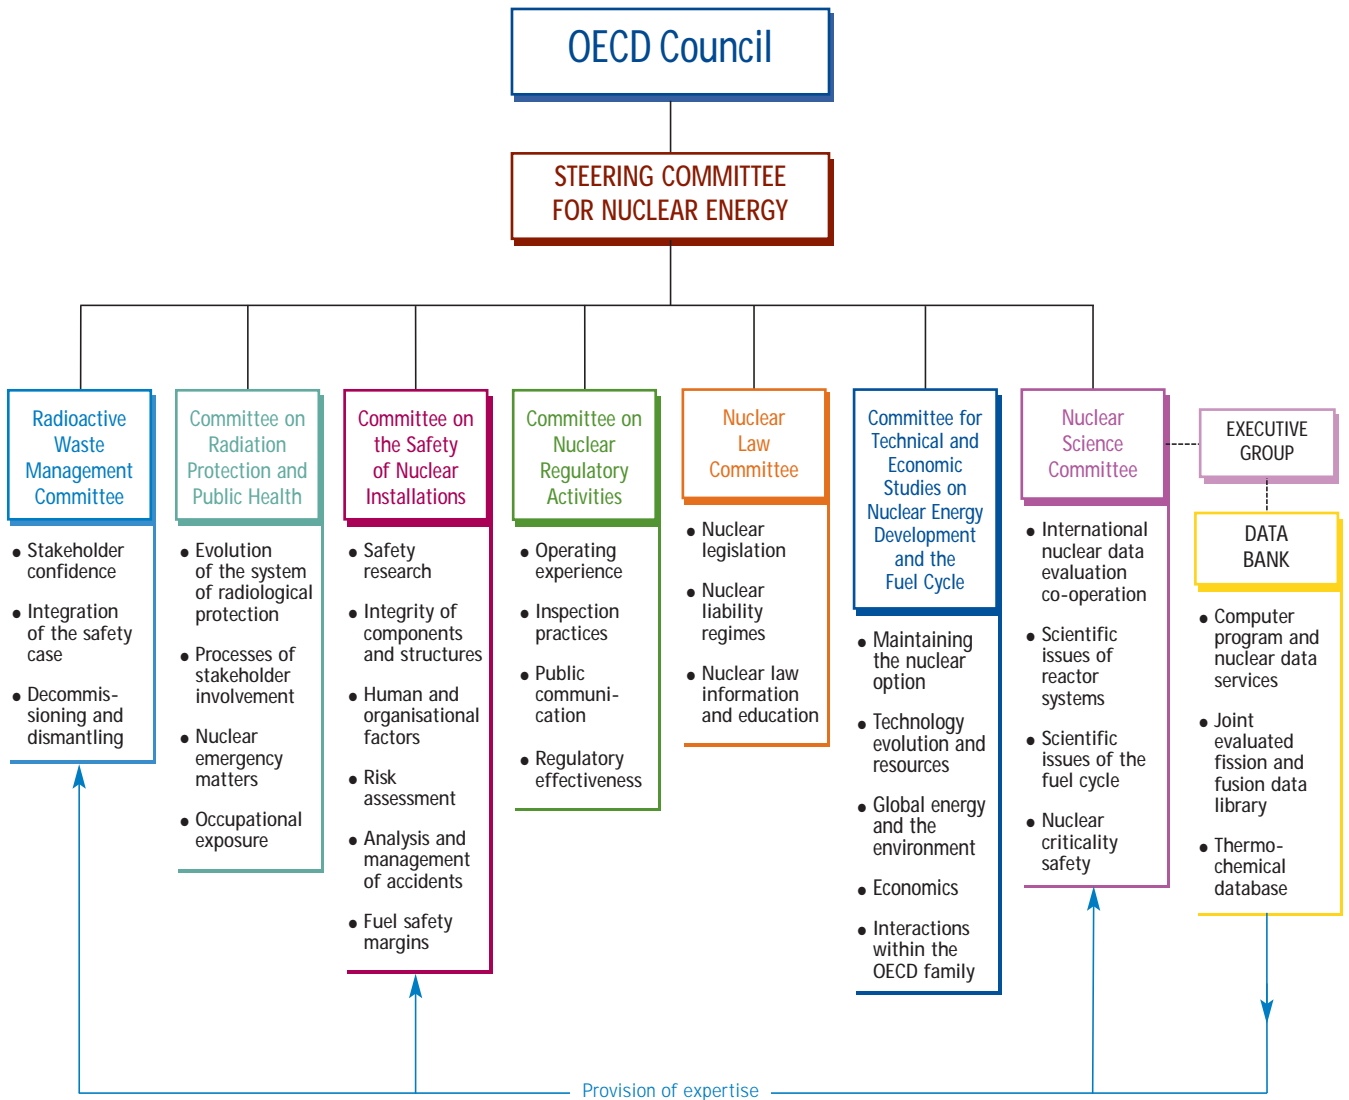 OECD Council
STEERING COMMITTEE
FOR NUCLEAR ENERGY
Radioactive
Waste
Management
Committee
• Stakeholder
confidence
• Integration
of the safety
case
• Decommis-
sioning and
dismantling
Committee on
Radiation
Protection and
Public Health
• Evolution
of the system
of radiological
protection
• Processes of
stakeholder
involvement
• Nuclear
emergency
matters
• Occupational
exposure
Committee on
the Safety
of Nuclear
Installations
• Safety
research
• Integrity of
components
and structures
• Human and
organisational
factors
• Risk
assessment
• Analysis and
management
of accidents
• Fuel safety
margins
Committee on
Nuclear
Regulatory
Activities
• Operating
experience
• Inspection
practices
• Public
communi-
cation
• Regulatory
effectiveness
Nuclear
Law
Committee
• Nuclear
legislation
• Nuclear
liability
regimes
• Nuclear law
information
and education
Committee for
Technical and
Economic
Studies on
Nuclear Energy
Development
and the
Fuel Cycle
• Maintaining
the nuclear
option
• Technology
evolution and
resources
• Global energy
and the
environment
• Economics
• Interactions
within the
OECD family
Nuclear
Science
Committee
• International
nuclear data
evaluation
co-operation
• Scientific
issues of
reactor
systems
• Scientific
issues of the
fuel cycle
• Nuclear
criticality
safety
EXECUTIVE
GROUP
DATA
BANK
• Computer
program and
nuclear data
services
• Joint
evaluated
fission and
fusion data
library
• Thermo-
chemical
database
Provision of expertise